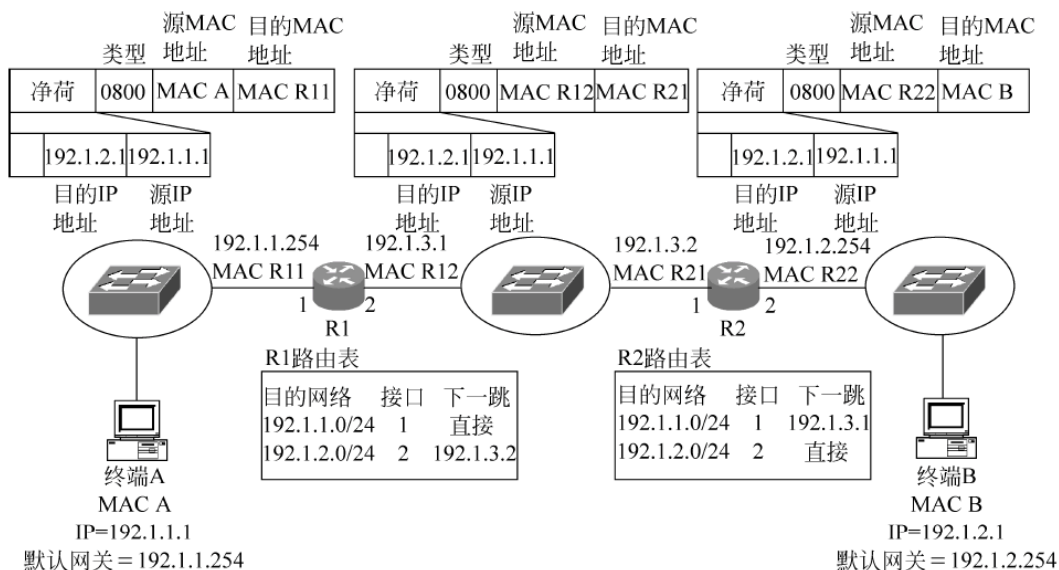 源MAC地址 目的MAC地址 类型
净荷 0800 MAC A MAC R11
192.1.2.1 192.1.1.1
目的IP地址 源IP地址
源MAC地址 目的MAC地址 类型
净荷 0800 MAC R12 MAC R21
192.1.2.1 192.1.1.1
目的IP地址 源IP地址
源MAC地址 目的MAC地址 类型
净荷 0800 MAC R22 MAC B
192.1.2.1 192.1.1.1
目的IP地址 源IP地址
192.1.1.254
MAC R11
192.1.3.1
MAC R12
1 2
R1
192.1.3.2
MAC R21
192.1.2.254
MAC R22
1 2
R2
R1路由表
目的网络 接口 下一跳
192.1.1.0/24 1 直接
192.1.2.0/24 2 192.1.3.2
R2路由表
目的网络 接口 下一跳
192.1.1.0/24 1 192.1.3.1
192.1.2.0/24 2 直接
终端A
MAC A
IP=192.1.1.1
默认网关=192.1.1.254
终端B
MAC B
IP=192.1.2.1
默认网关=192.1.2.254